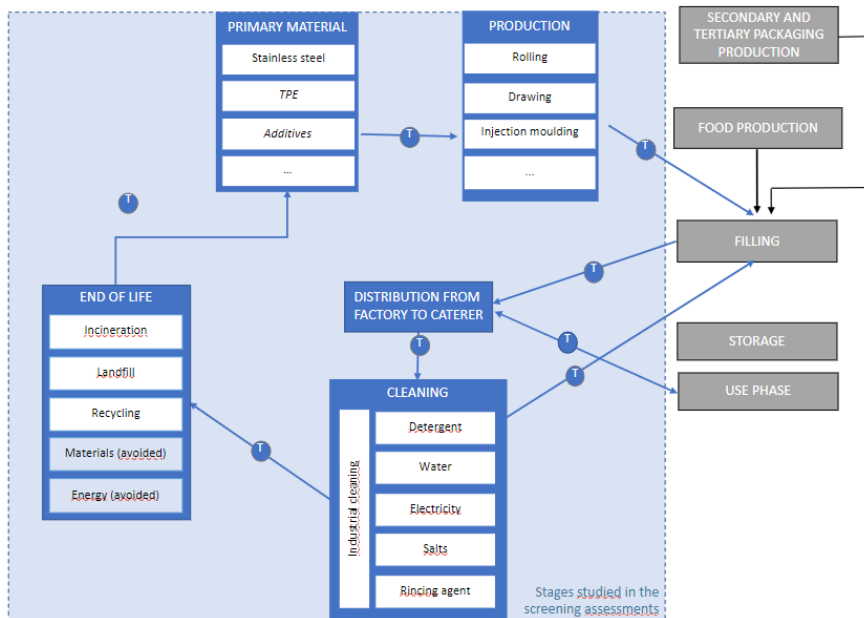 PRIMARY MATERIAL
Stainless steel
TPE
Additives
...
PRODUCTION
Rolling
Drawing
Injection moulding
...
SECONDARY AND
TERTIARY PACKAGING
PRODUCTION
FOOD PRODUCTION
T
T
T
FILLING
T
END OF LIFE
Incineration
Landfill
Recycling
Materials (avoided)
Energy (avoided)
DISTRIBUTION FROM
FACTORY TO CATERER
T
T
STORAGE
T
USE PHASE
CLEANING
Industrial cleaning
Detergent
Water
Electricity
Salts
Rincing agent
T
Stages studied in the
screening assessments